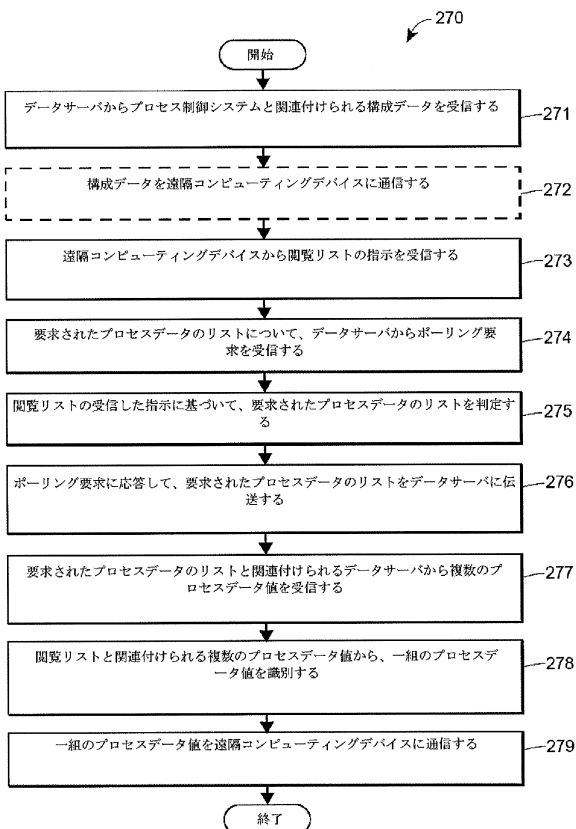 270
開始
データサーバからプロセス制御システムと関連付けられる構成データを受信する
271
構成データを遠隔コンピューティングデバイスに通信する
272
遠隔コンピューティングデバイスから閲覧リストの指示を受信する
273
要求されたプロセスデータのリストについて、データサーバからポーリング要
求を受信する
274
閲覧リストの受信した指示に基づいて、要求されたプロセスデータのリストを判定す
る
275
ポーリング要求に応答して、要求されたプロセスデータのリストをデータサーバに伝
送する
276
要求されたプロセスデータのリストと関連付けられるデータサーバから複数のプ
ロセスデータ値を受信する
277
閲覧リストと関連付けられる複数のプロセスデータ値から、一組のプロセスデ
ータ値を識別する
278
一組のプロセスデータ値を遠隔コンピューティングデバイスに通信する
279
終了